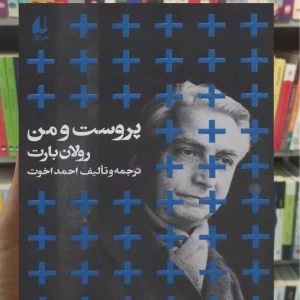 پروست و من
رولان بارت
ترجمه و تألیف احمد اخوت